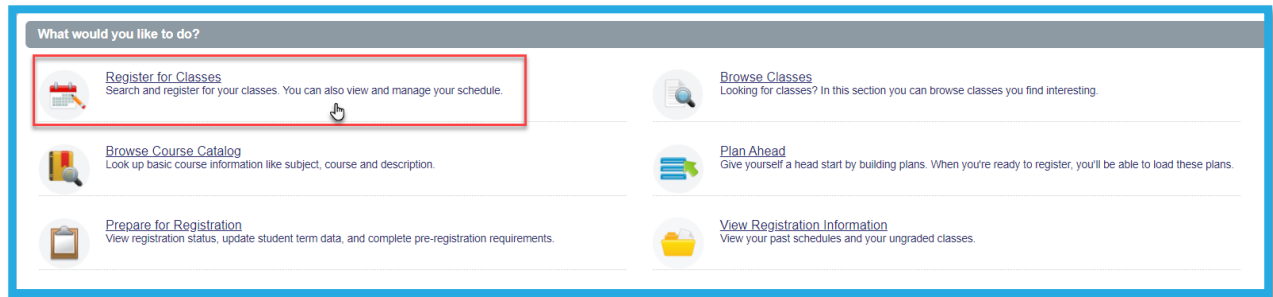 What would you like to do?
Register for Classes
Search and register for your classes. You can also view and manage your schedule.
Browse Classes
Looking for classes? In this section you can browse classes you find interesting.
Browse Course Catalog
Look up basic course information like subject, course and description.
Plan Ahead
Give yourself a head start by building plans. When you're ready to register, you'll be able to load these plans.
Prepare for Registration
View registration status, update student term data, and complete pre-registration requirements.
View Registration Information
View your past schedules and your ungraded classes.